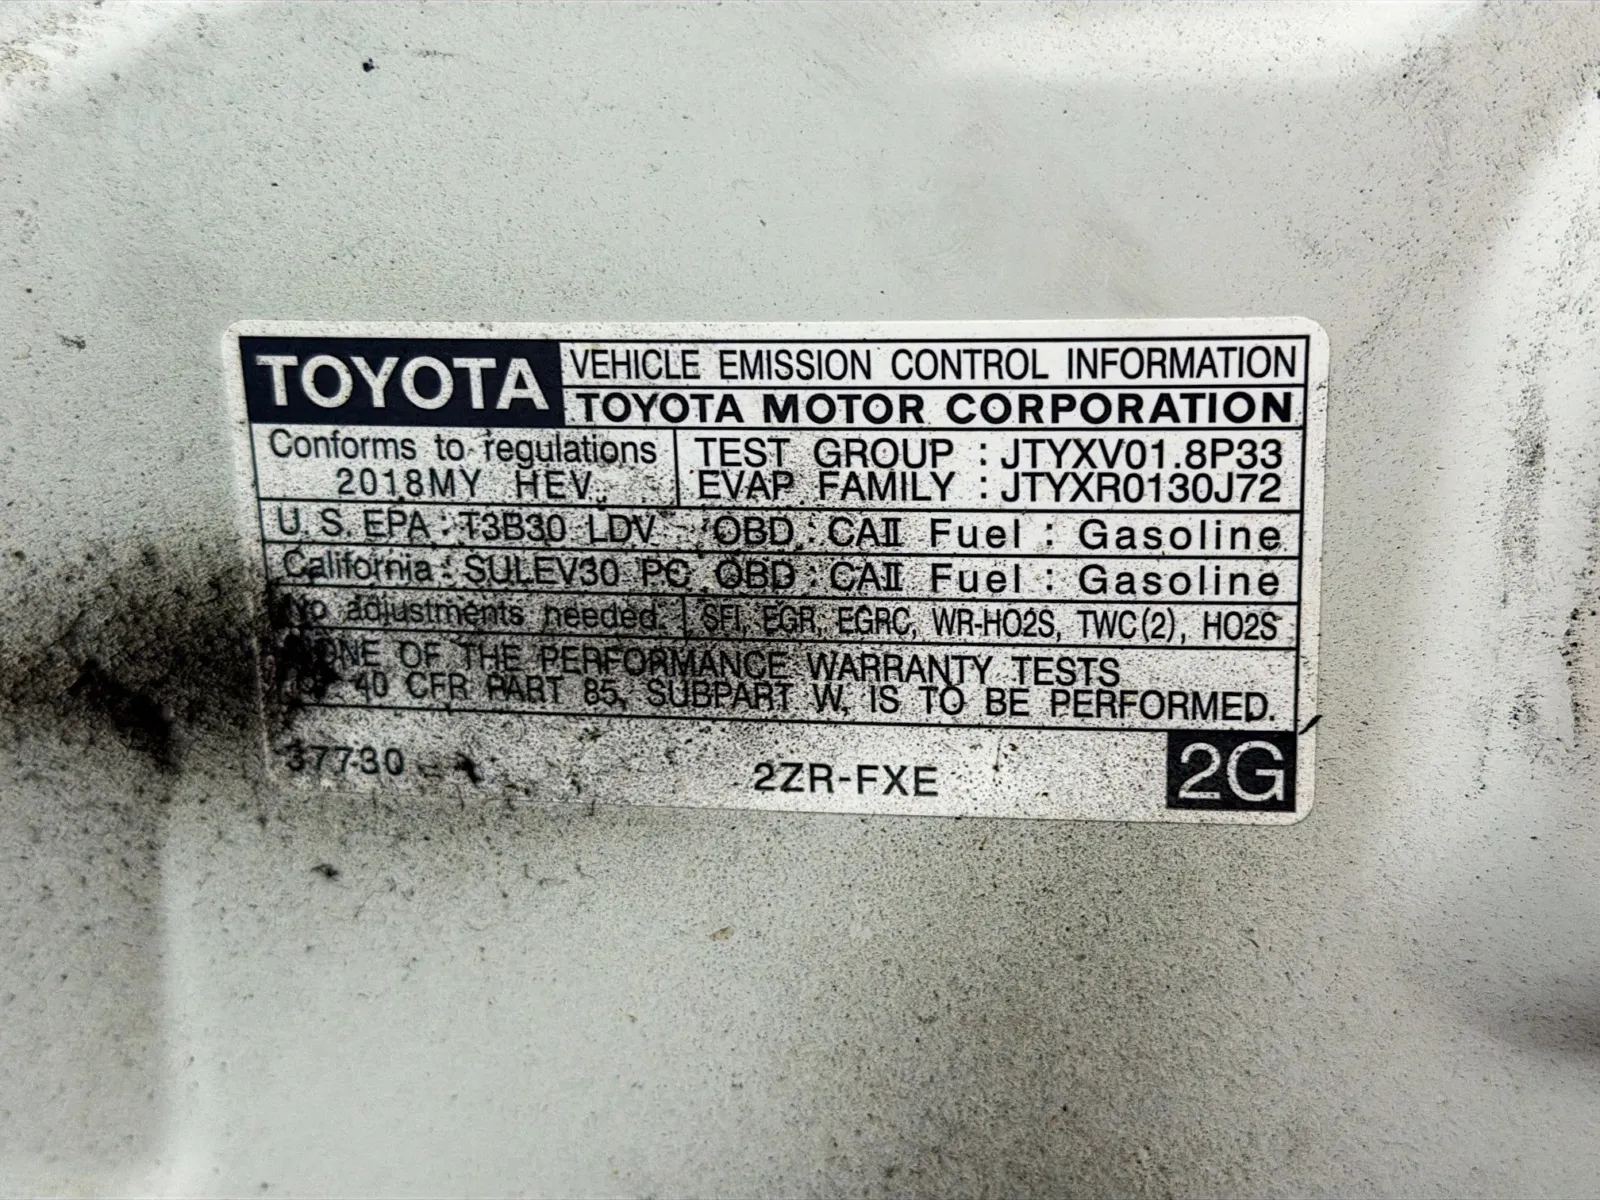 TOYOTA
VEHICLE EMISSION CONTROL INFORMATION
TOYOTA MOTOR CORPORATION
Conforms to regulations
2018MY HEV.
TEST GROUP : JTYXV01.8P33
EVAP. FAMILY : JTYXR0130J72
U.S.EPA : T3B30 LDV OBD : CAII Fuel : Gasoline
California : SULEV30 PC OBD : CAII Fuel : Gasoline
No adjustments needed. SFI, EGR, EGRC, WR-HO2S, TWC(2), HO2S
NONE OF THE PERFORMANCE WARRANTY TESTS
40 CFR PART 85, SUBPART W, IS TO BE PERFORMED.
37730
2ZR-FXE
2G